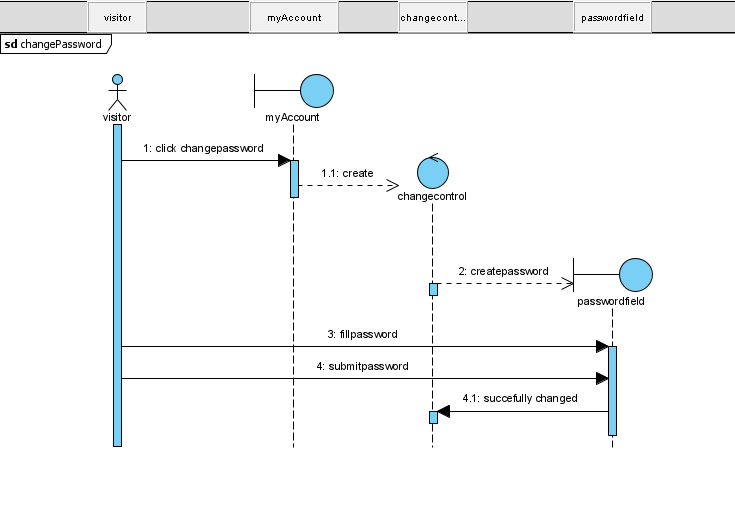 visitor
myAccount
changecont...
passwordfield
sd changePassword
visitor
myAccount
1: click changepassword
1.1: create
changecontrol
2: createpassword
passwordfield
3: fillpassword
4: submitpassword
4.1: succefully changed